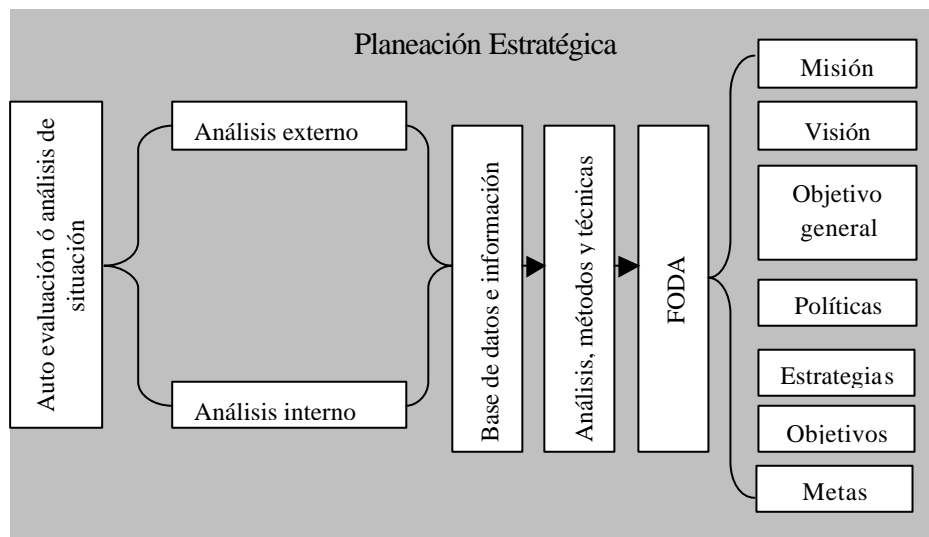 Planeación Estratégica
Auto evaluación ó análisis de
situación
Análisis externo
Análisis interno
Base de datos e información
Análisis, métodos y técnicas
FODA
Misión
Visión
Objetivo
general
Políticas
Estrategias
Objetivos
Metas